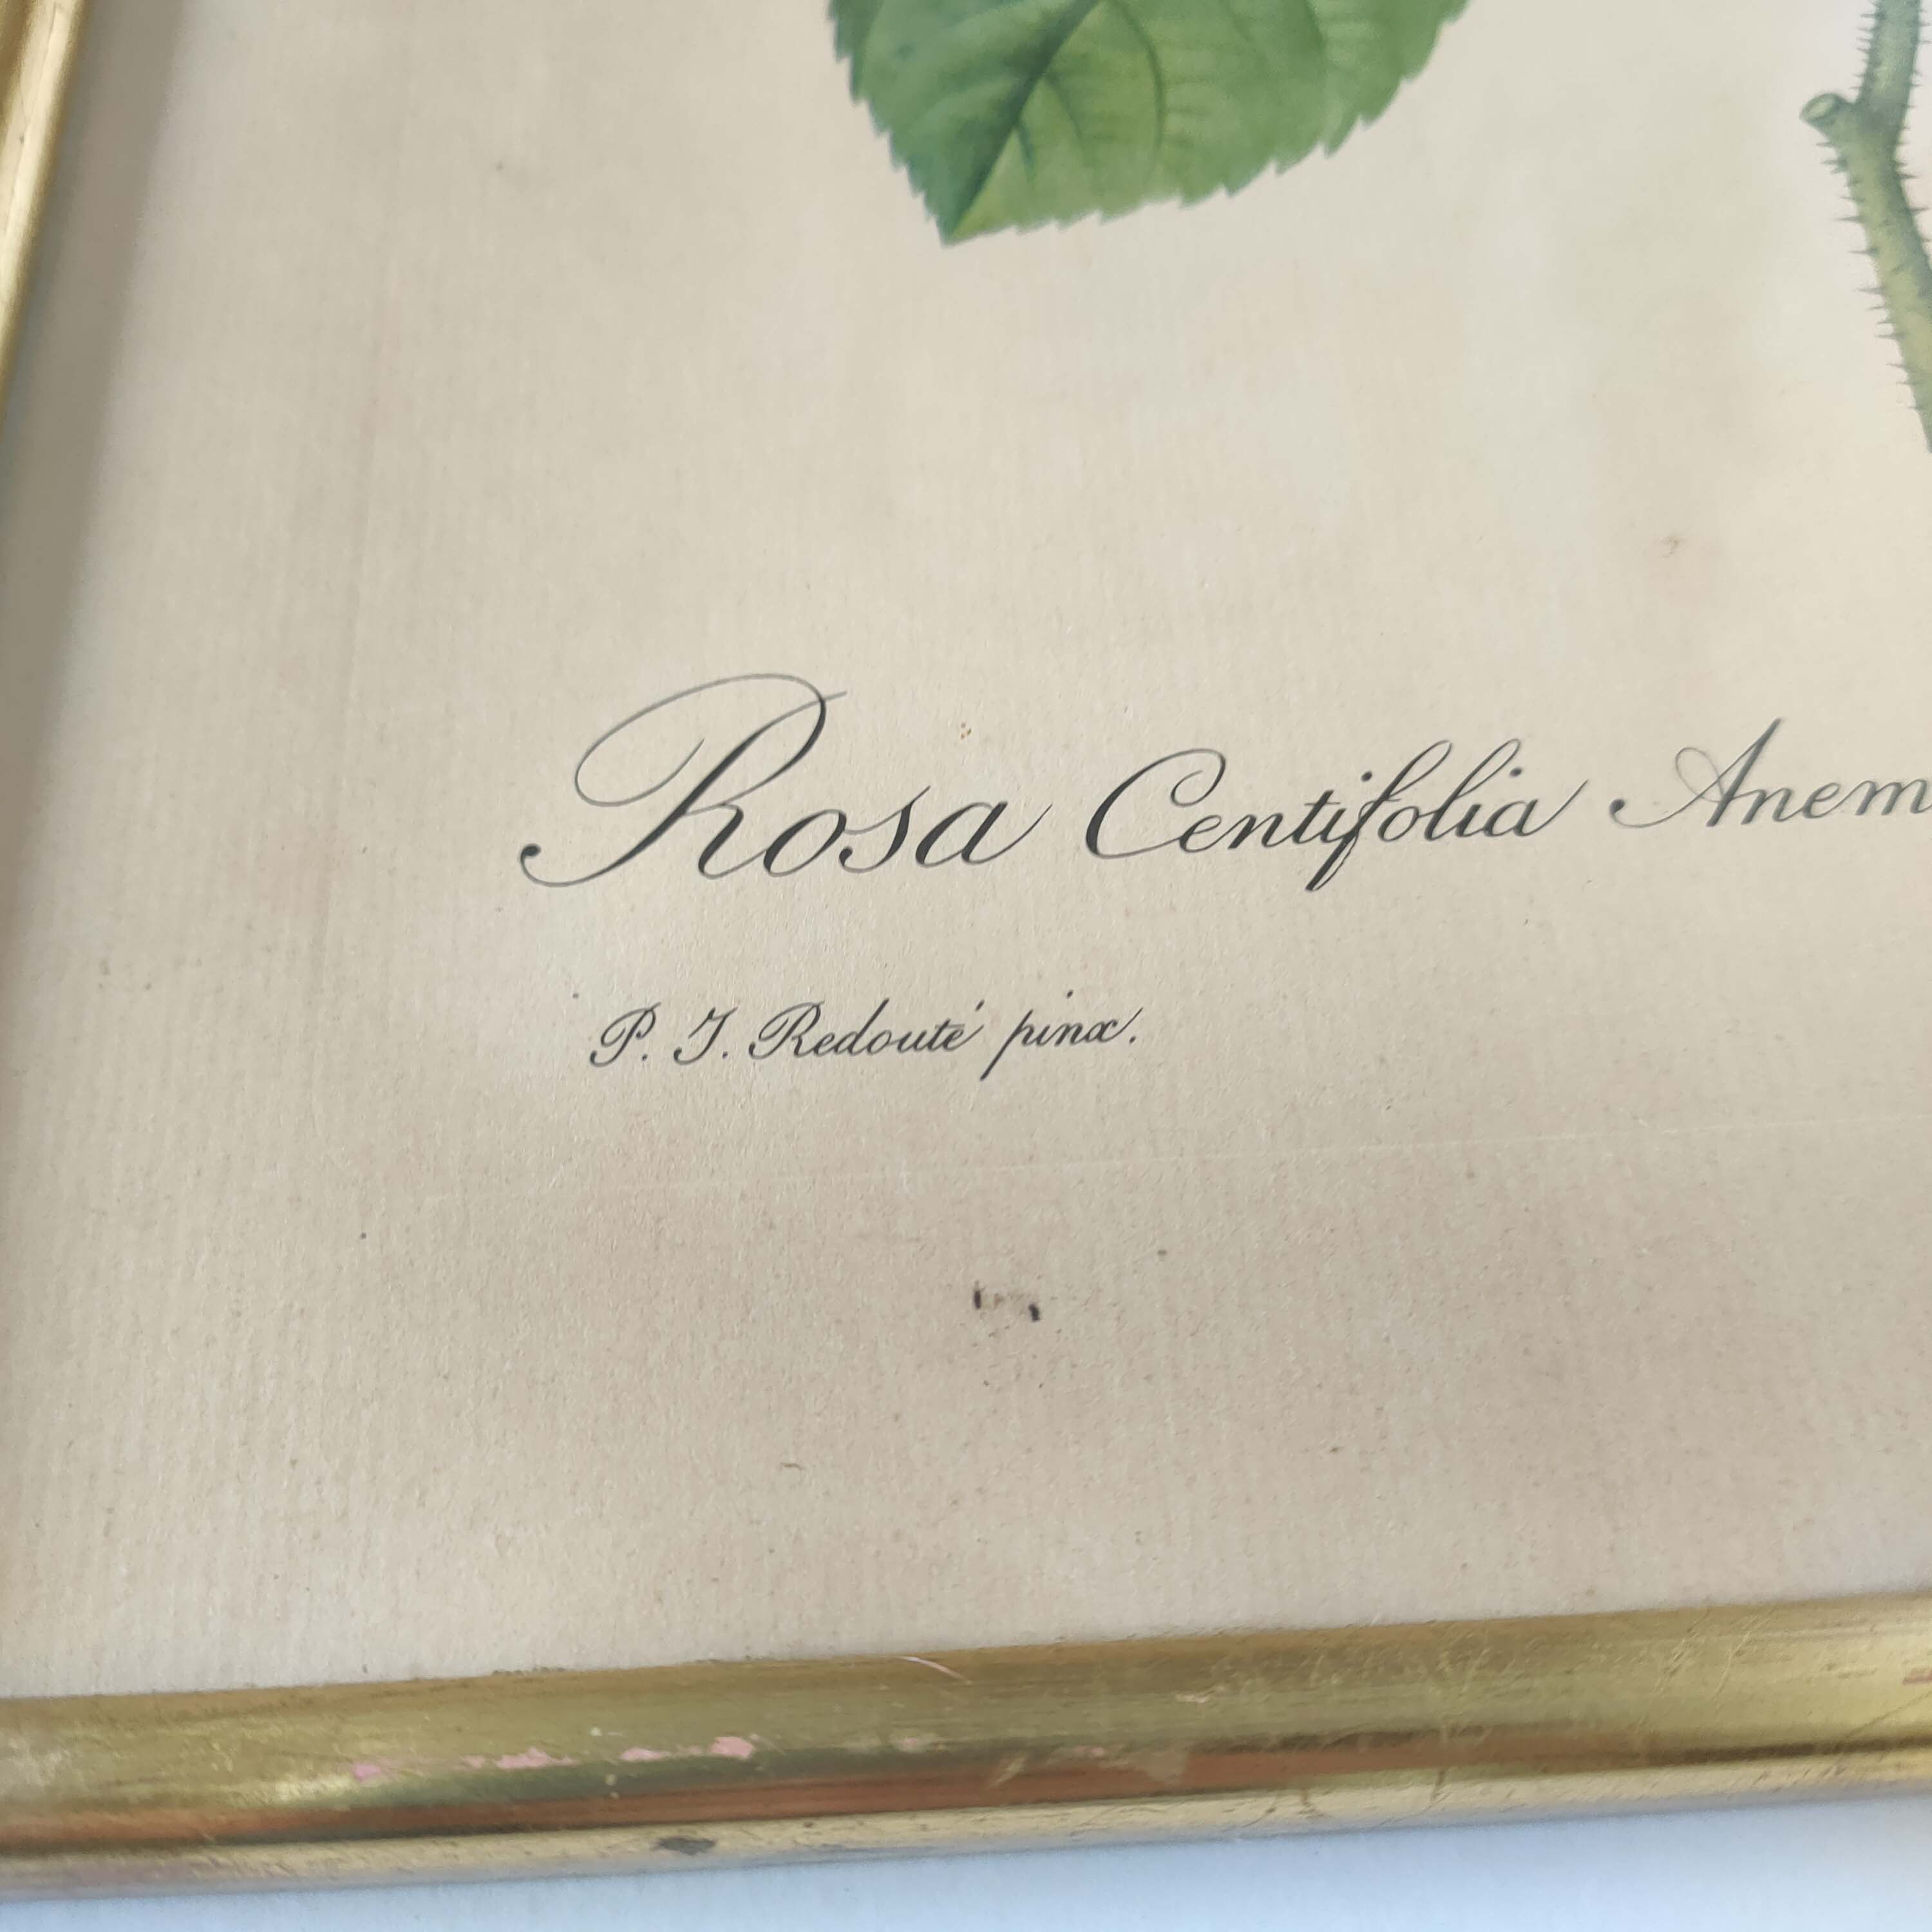 Rosa Centifolia Anem
P. J. Redouté pinx.